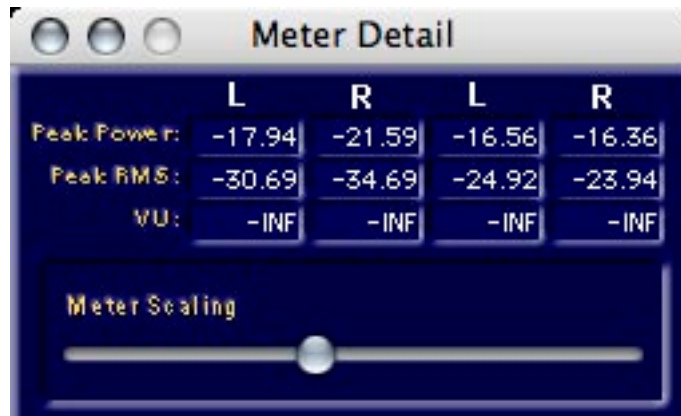 Meter Detail
L R L R
Peak Power: -17.94 -21.59 -16.56 -16.36
Peak RMS: -30.69 -34.69 -24.92 -23.94
VU: -INF -INF -INF -INF
Meter Scaling